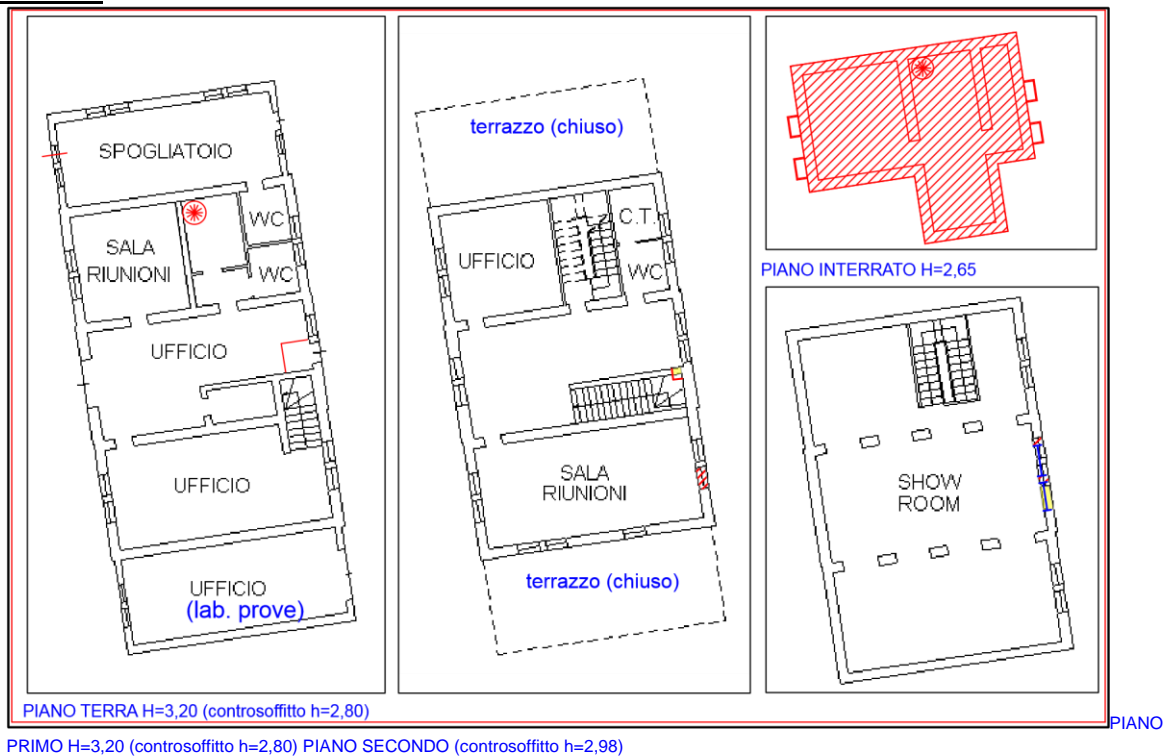 SPOGLIATOIO
WC
SALA
RIUNIONI
WC
UFFICIO
UFFICIO
UFFICIO
(lab. prove)
PIANO TERRA H=3,20 (controsoffitto h=2,80)
terrazzo (chiuso)
C.T.
UFFICIO
WC
SALA
RIUNIONI
terrazzo (chiuso)
PIANO INTERRATO H=2,65
SHOW
ROOM
PIANO
PRIMO H=3,20 (controsoffitto h=2,80) PIANO SECONDO (controsoffitto h=2,98)